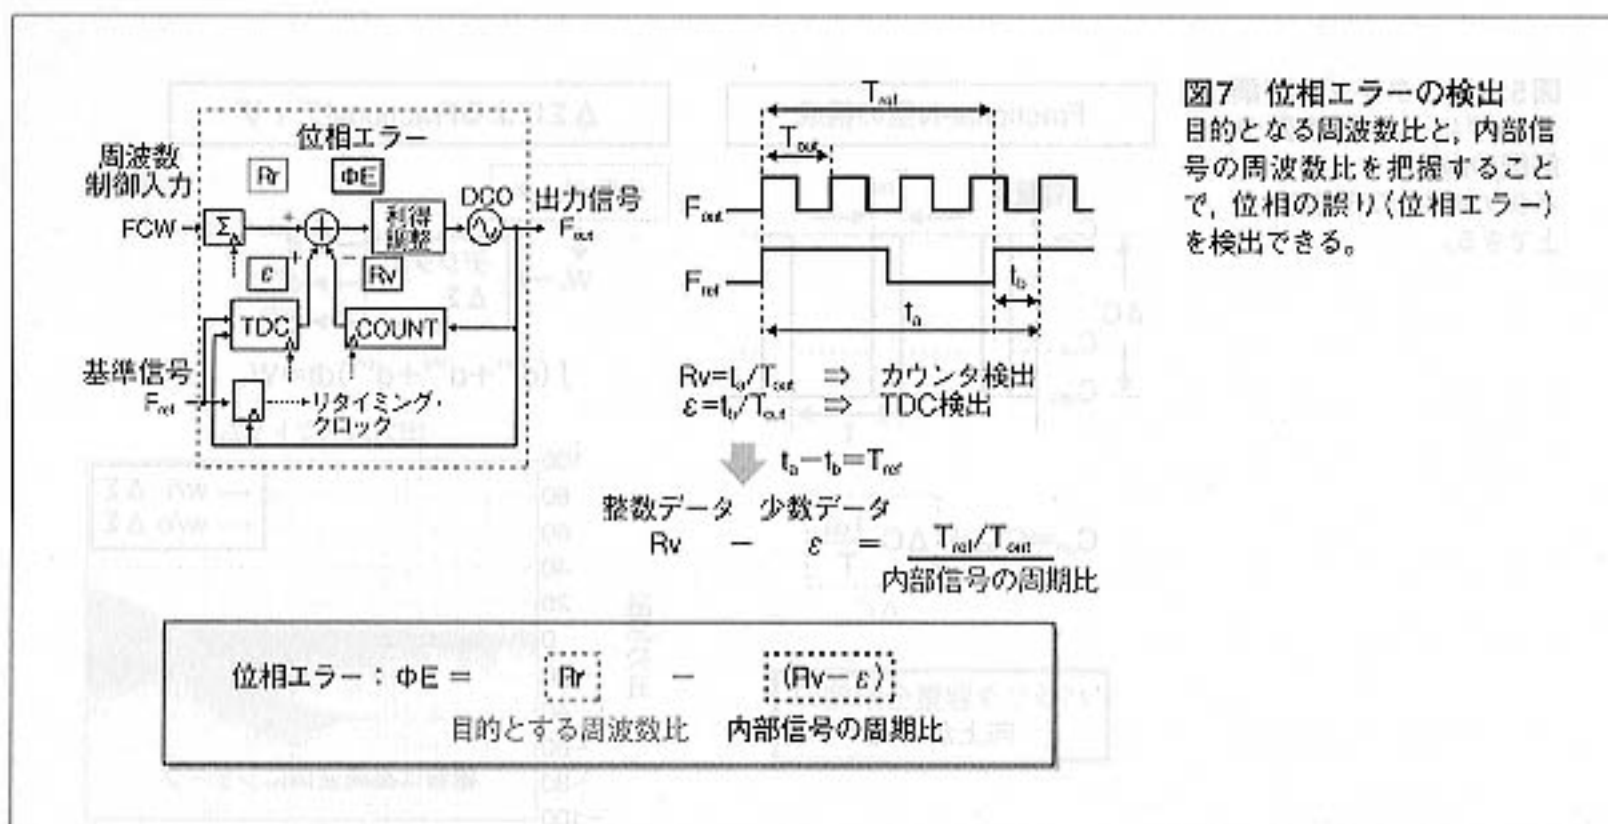 位相エラー
周波数
制御入力
Rr
ΦE
DCO
出力信号
FCW
Σ
+
+
利得
調整
Fout
ε
+
−
Rv
TDC
COUNT
基準信号
Fref
リタイミング・
クロック
Tref
Tout
Fout
Fref
tb
ta
Rv=ta/Tout ⇒ カウンタ検出
ε=tb/Tout ⇒ TDC検出
ta−tb=Tref
整数データ 少数データ
Rv − ε = Tref/Tout
内部信号の周期比
位相エラー：ΦE = Rr − (Rv−ε)
目的とする周波数比 内部信号の周期比
図7 位相エラーの検出
目的となる周波数比と，内部信
号の周波数比を把握すること
で，位相の誤り(位相エラー)
を検出できる。